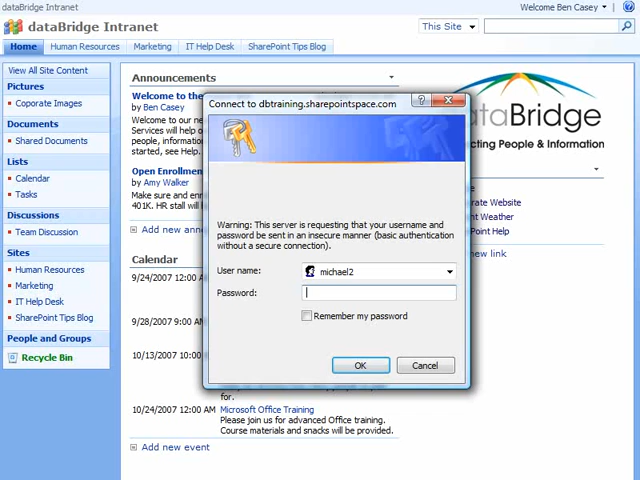 dataBridge Intranet
Welcome Ben Casey
dataBridge Intranet
This Site
Home
Human Resources
Marketing
IT Help Desk
SharePoint Tips Blog
View All Site Content
Pictures
Coporate Images
Documents
Shared Documents
Lists
Calendar
Tasks
Discussions
Team Discussion
Sites
Human Resources
Marketing
IT Help Desk
SharePoint Tips Blog
People and Groups
Recycle Bin
Announcements
Welcome to the
by Ben Casey
Welcome to our ne
Services will help o
people, information
started, see Help.
Open Enrollme
by Amy Walker
Make sure and enr
401K. HR stall will
Add new ann
Calendar
9/24/2007 12:00 A
9/28/2007 9:00 A
10/13/2007 10:00 A
for.
10/24/2007 12:00 AM
Microsoft Office Training
Please join us for advanced Office training.
Course materials and snacks will be provided.
Add new event
Connect to dbtraining.sharepointspace.com
?
Warning: This server is requesting that your username and
password be sent in an insecure manner (basic authentication
without a secure connection).
User name:
michael2
Password:
Remember my password
OK
Cancel
ataBridge
cting People & Information
rate Website
nt Weather
Point Help
ew link